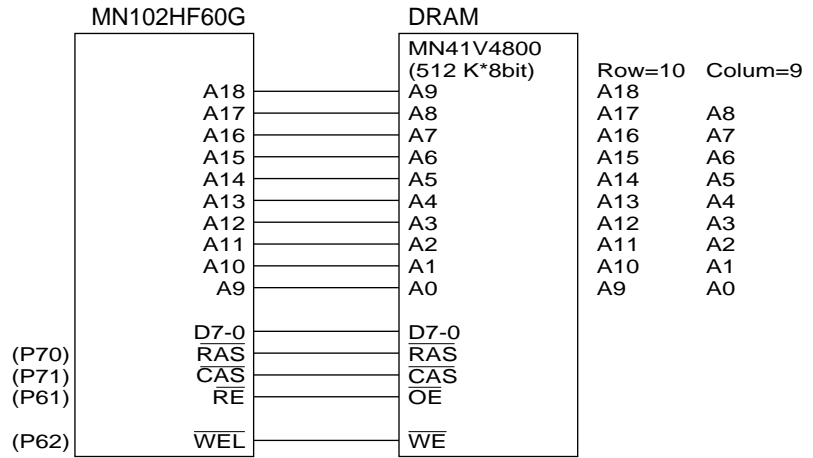 MN102HF60G DRAM
MN41V4800
(512 K*8bit) Row=10 Colum=9
A18 A9 A18
A17 A8 A17 A8
A16 A7 A16 A7
A15 A6 A15 A6
A14 A5 A14 A5
A13 A4 A13 A4
A12 A3 A12 A3
A11 A2 A11 A2
A10 A1 A10 A1
A9 A0 A9 A0
D7-0 D7-0
(P70) RAS RAS
(P71) CAS CAS
(P61) RE OE
(P62) WEL WE